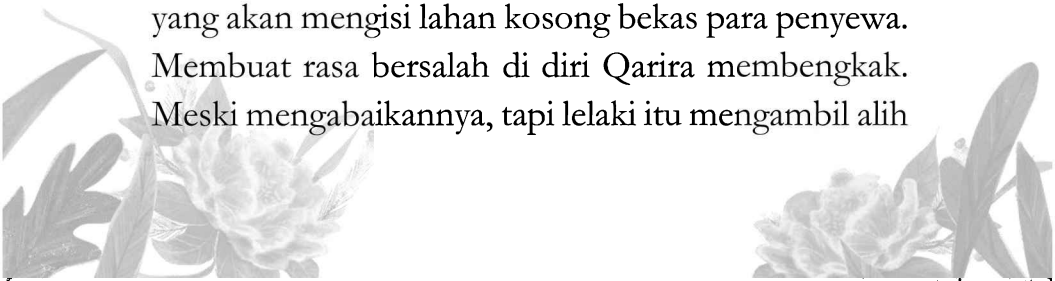 yang akan mengisi lahan kosong bekas para penyewa.
Membuat rasa bersalah di diri Qarira membengkak.
Meski mengabaikannya, tapi lelaki itu mengambil alih